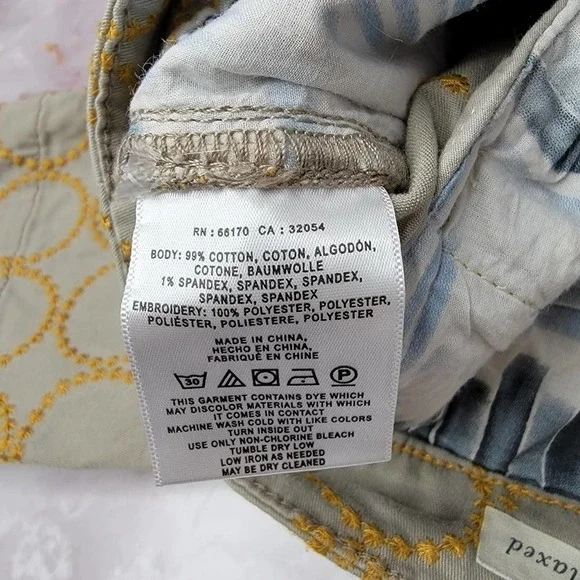 RN : 66170 CA : 32054
BODY: 99% COTTON, COTON, ALGODÓN,
COTONE, BAUMWOLLE
1% SPANDEX, SPANDEX, SPANDEX,
SPANDEX, SPANDEX
EMBROIDERY: 100% POLYESTER, POLYESTER,
POLIÉSTER, POLIESTERE, POLYESTER
MADE IN CHINA,
HECHO EN CHINA,
FABRIQUÉ EN CHINE
30 P
THIS GARMENT CONTAINS DYE WHICH
MAY DISCOLOR MATERIALS WITH WHICH
IT COMES IN CONTACT
MACHINE WASH COLD WITH LIKE COLORS
TURN INSIDE OUT
USE ONLY NON-CHLORINE BLEACH
TUMBLE DRY LOW
LOW IRON AS NEEDED
MAY BE DRY CLEANED